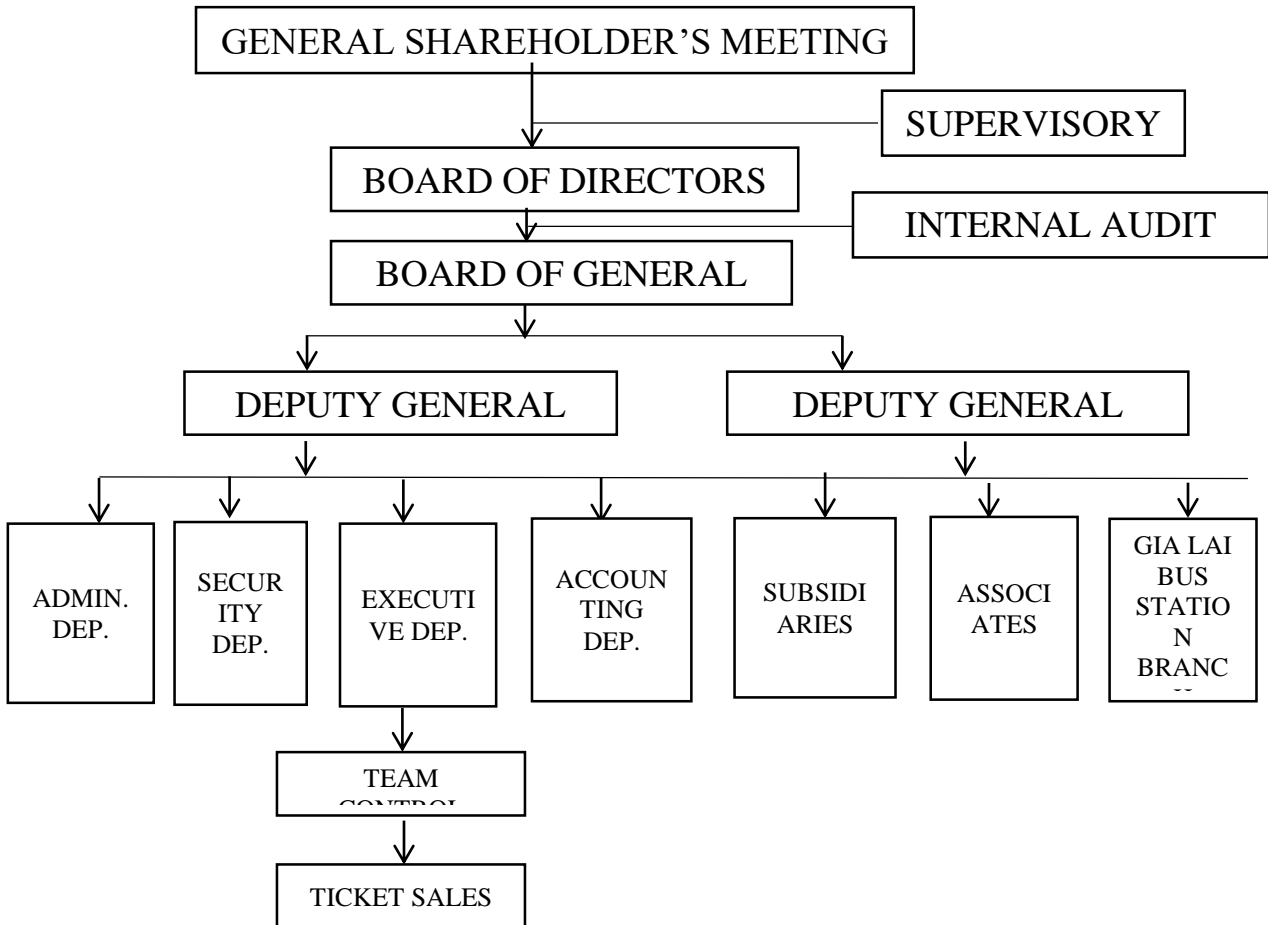 GENERAL SHAREHOLDER’S MEETING
SUPERVISORY
BOARD OF DIRECTORS
INTERNAL AUDIT
BOARD OF GENERAL
DEPUTY GENERAL
DEPUTY GENERAL
ADMIN.
DEP.
SECUR
ITY
DEP.
EXECUTI
VE DEP.
ACCOUN
TING
DEP.
SUBSIDI
ARIES
ASSOCI
ATES
GIA LAI
BUS
STATIO
N
BRANC
TEAM
CONTROL
TICKET SALES